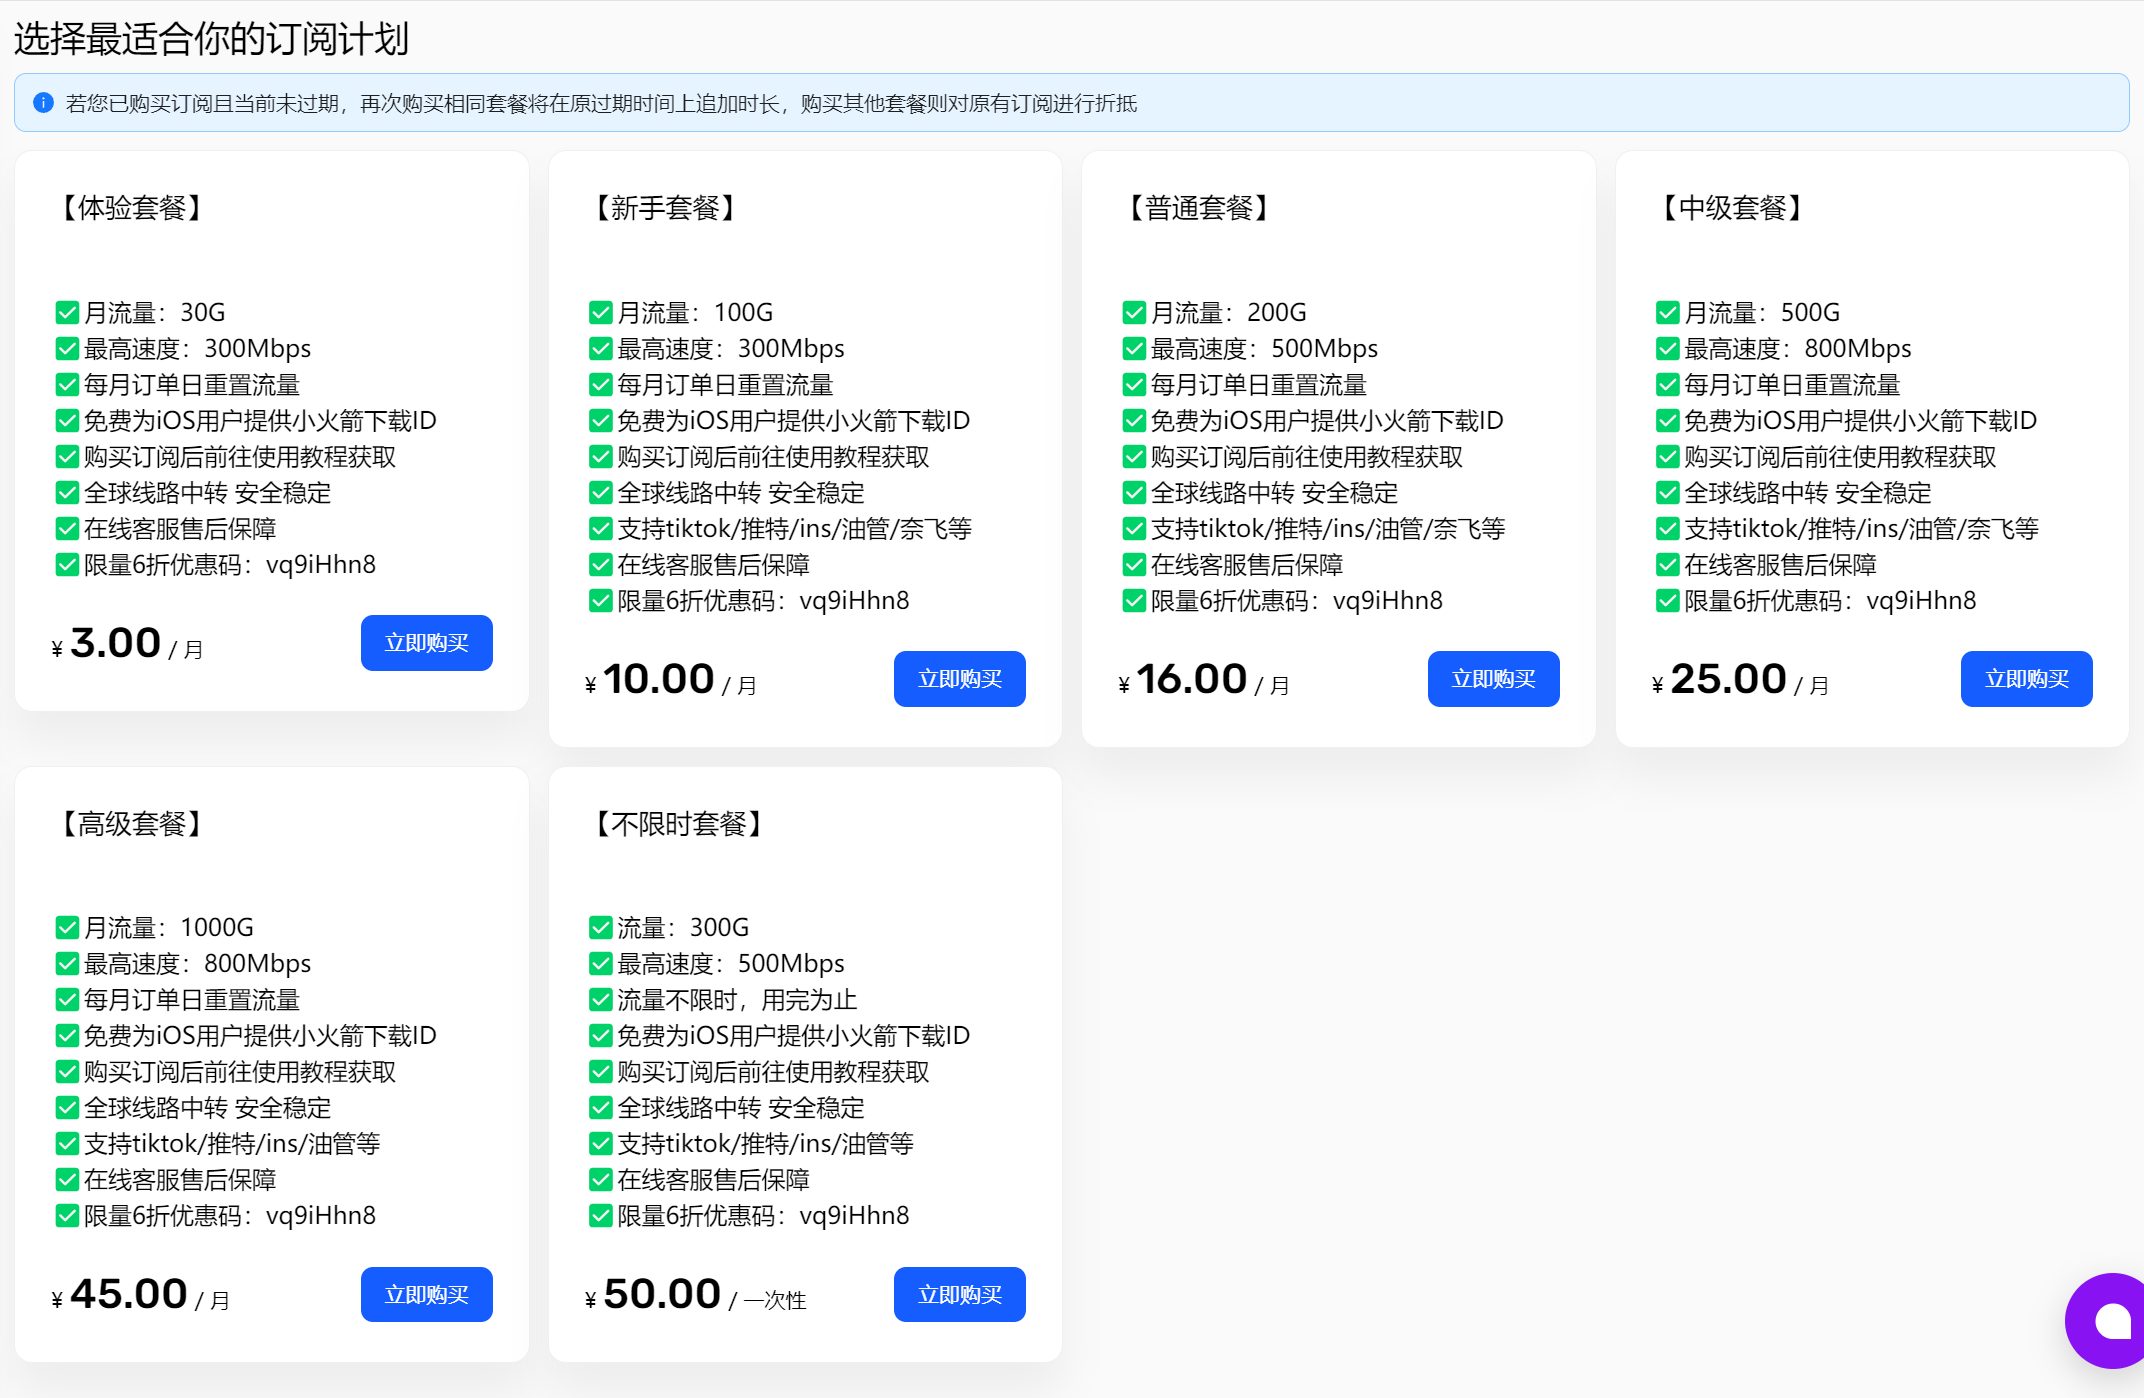 选择最适合你的订阅计划
若您已购买订阅且当前未过期，再次购买相同套餐将在原过期时间上追加时长，购买其他套餐则对原有订阅进行折抵
【体验套餐】
月流量：30G
最高速度：300Mbps
每月订单日重置流量
免费为iOS用户提供小火箭下载ID
购买订阅后前往使用教程获取
全球线路中转 安全稳定
在线客服售后保障
限量6折优惠码：vq9iHhn8
¥ 3.00 / 月
立即购买
【新手套餐】
月流量：100G
最高速度：300Mbps
每月订单日重置流量
免费为iOS用户提供小火箭下载ID
购买订阅后前往使用教程获取
全球线路中转 安全稳定
支持tiktok/推特/ins/油管/奈飞等
在线客服售后保障
限量6折优惠码：vq9iHhn8
¥ 10.00 / 月
立即购买
【普通套餐】
月流量：200G
最高速度：500Mbps
每月订单日重置流量
免费为iOS用户提供小火箭下载ID
购买订阅后前往使用教程获取
全球线路中转 安全稳定
支持tiktok/推特/ins/油管/奈飞等
在线客服售后保障
限量6折优惠码：vq9iHhn8
¥ 16.00 / 月
立即购买
【中级套餐】
月流量：500G
最高速度：800Mbps
每月订单日重置流量
免费为iOS用户提供小火箭下载ID
购买订阅后前往使用教程获取
全球线路中转 安全稳定
支持tiktok/推特/ins/油管/奈飞等
在线客服售后保障
限量6折优惠码：vq9iHhn8
¥ 25.00 / 月
立即购买
【高级套餐】
月流量：1000G
最高速度：800Mbps
每月订单日重置流量
免费为iOS用户提供小火箭下载ID
购买订阅后前往使用教程获取
全球线路中转 安全稳定
支持tiktok/推特/ins/油管等
在线客服售后保障
限量6折优惠码：vq9iHhn8
¥ 45.00 / 月
立即购买
【不限时套餐】
流量：300G
最高速度：500Mbps
流量不限时，用完为止
免费为iOS用户提供小火箭下载ID
购买订阅后前往使用教程获取
全球线路中转 安全稳定
支持tiktok/推特/ins/油管等
在线客服售后保障
限量6折优惠码：vq9iHhn8
¥ 50.00 / 一次性
立即购买